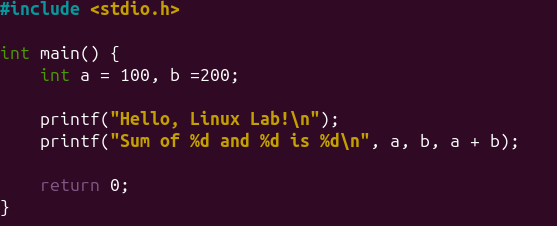 #include <stdio.h>

int main() {
    int a = 100, b =200;

    printf("Hello, Linux Lab!\n");
    printf("Sum of %d and %d is %d\n", a, b, a + b);

    return 0;
}